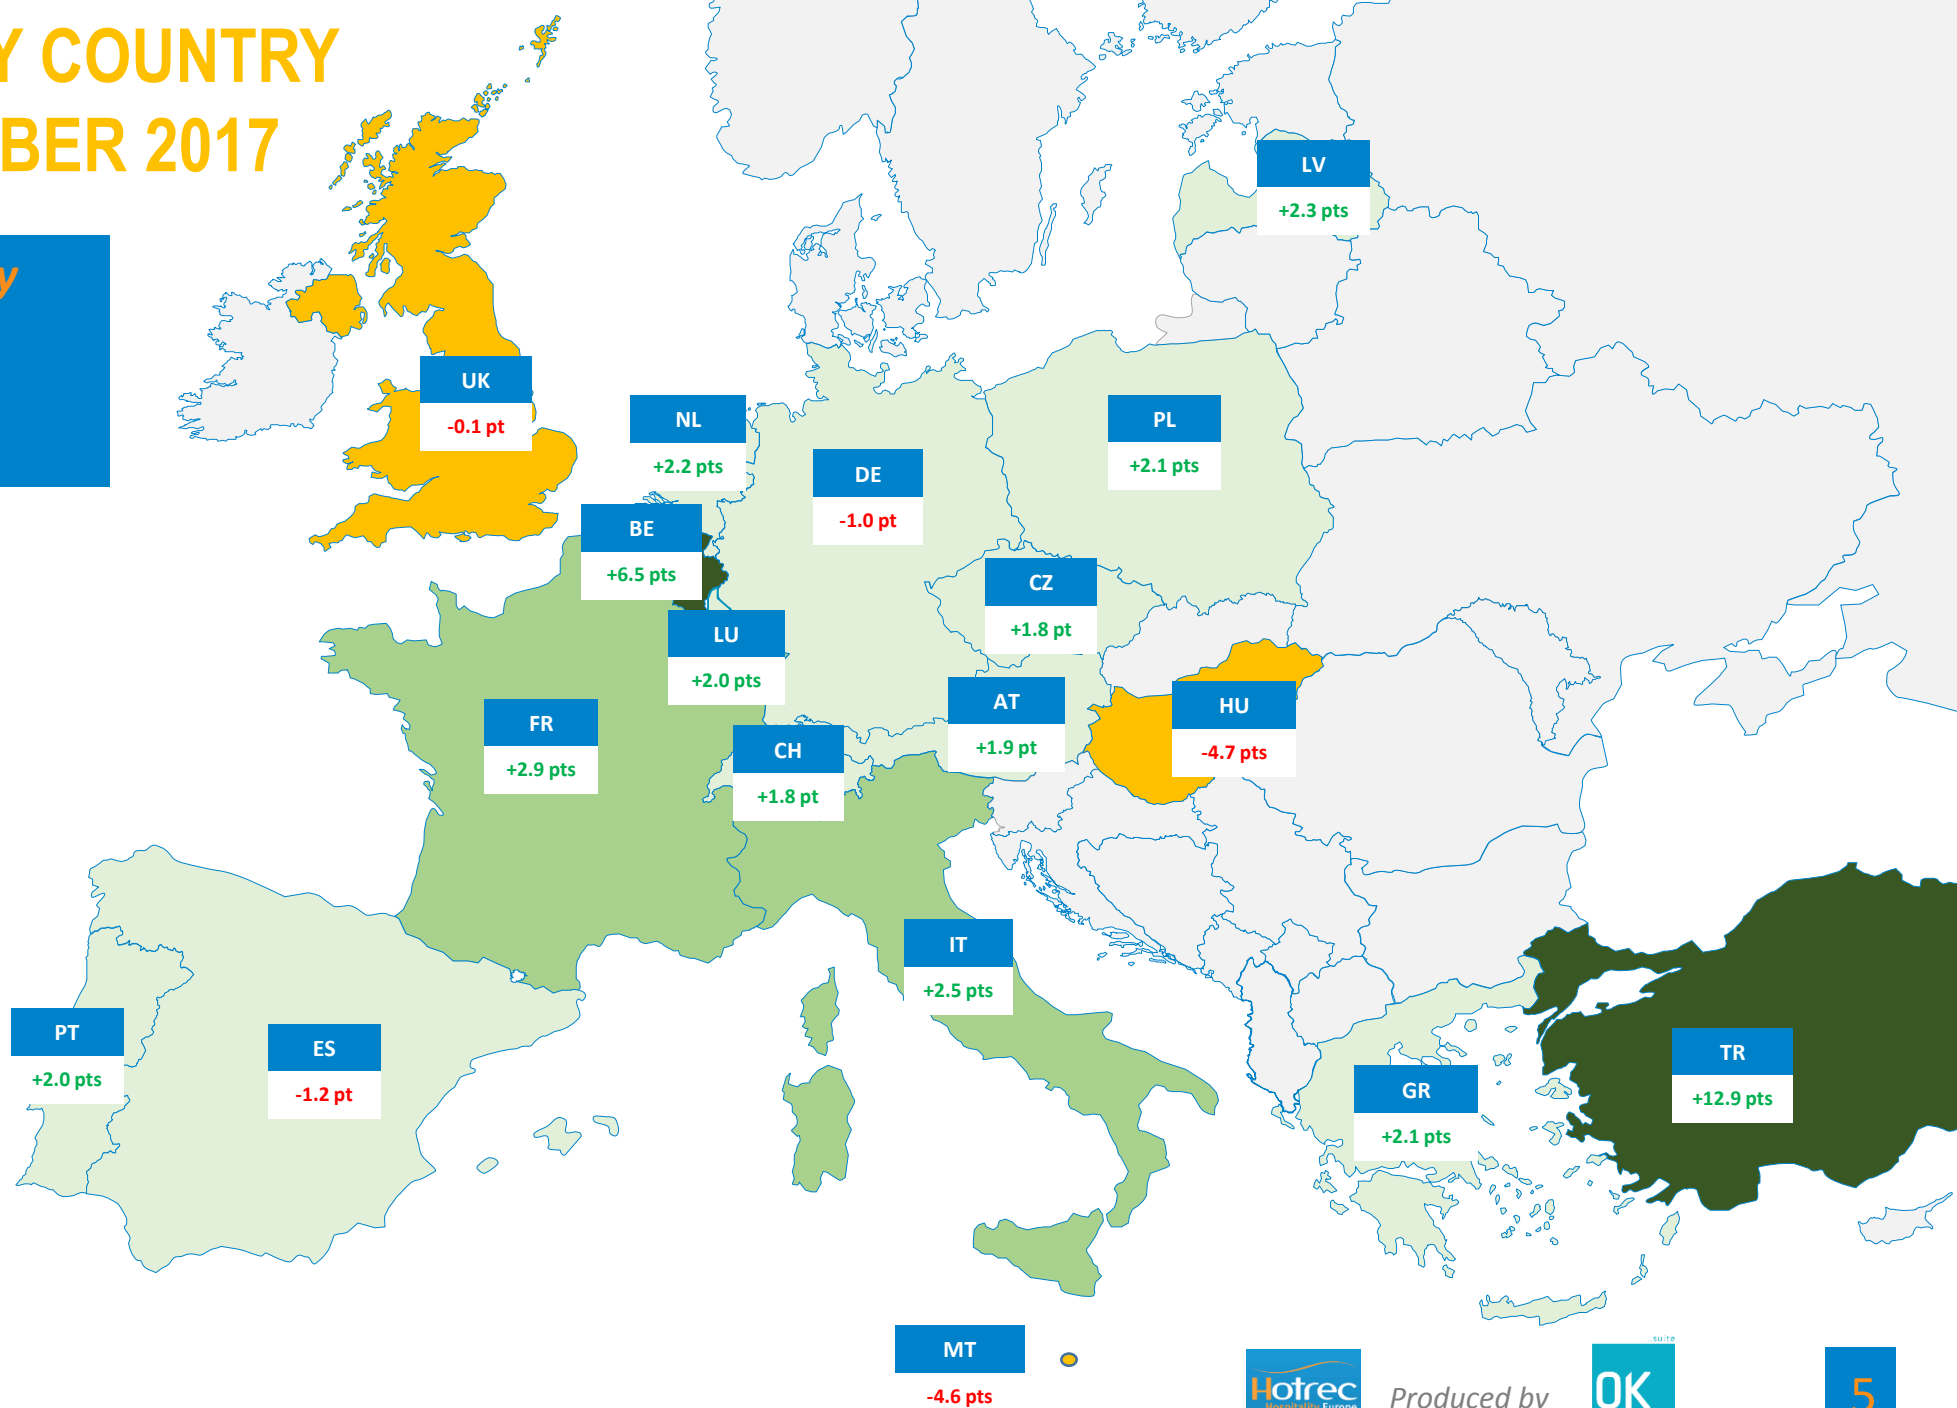 Y COUNTRY
BER 2017
y
LV
+2.3 pts
UK
-0.1 pt
NL
+2.2 pts
PL
+2.1 pts
DE
-1.0 pt
BE
+6.5 pts
CZ
+1.8 pt
LU
+2.0 pts
AT
+1.9 pt
HU
-4.7 pts
FR
+2.9 pts
CH
+1.8 pt
IT
+2.5 pts
PT
+2.0 pts
ES
-1.2 pt
TR
+12.9 pts
GR
+2.1 pts
MT
-4.6 pts
Hotrec
Hospitality Europe
Produced by
suite
OK
5